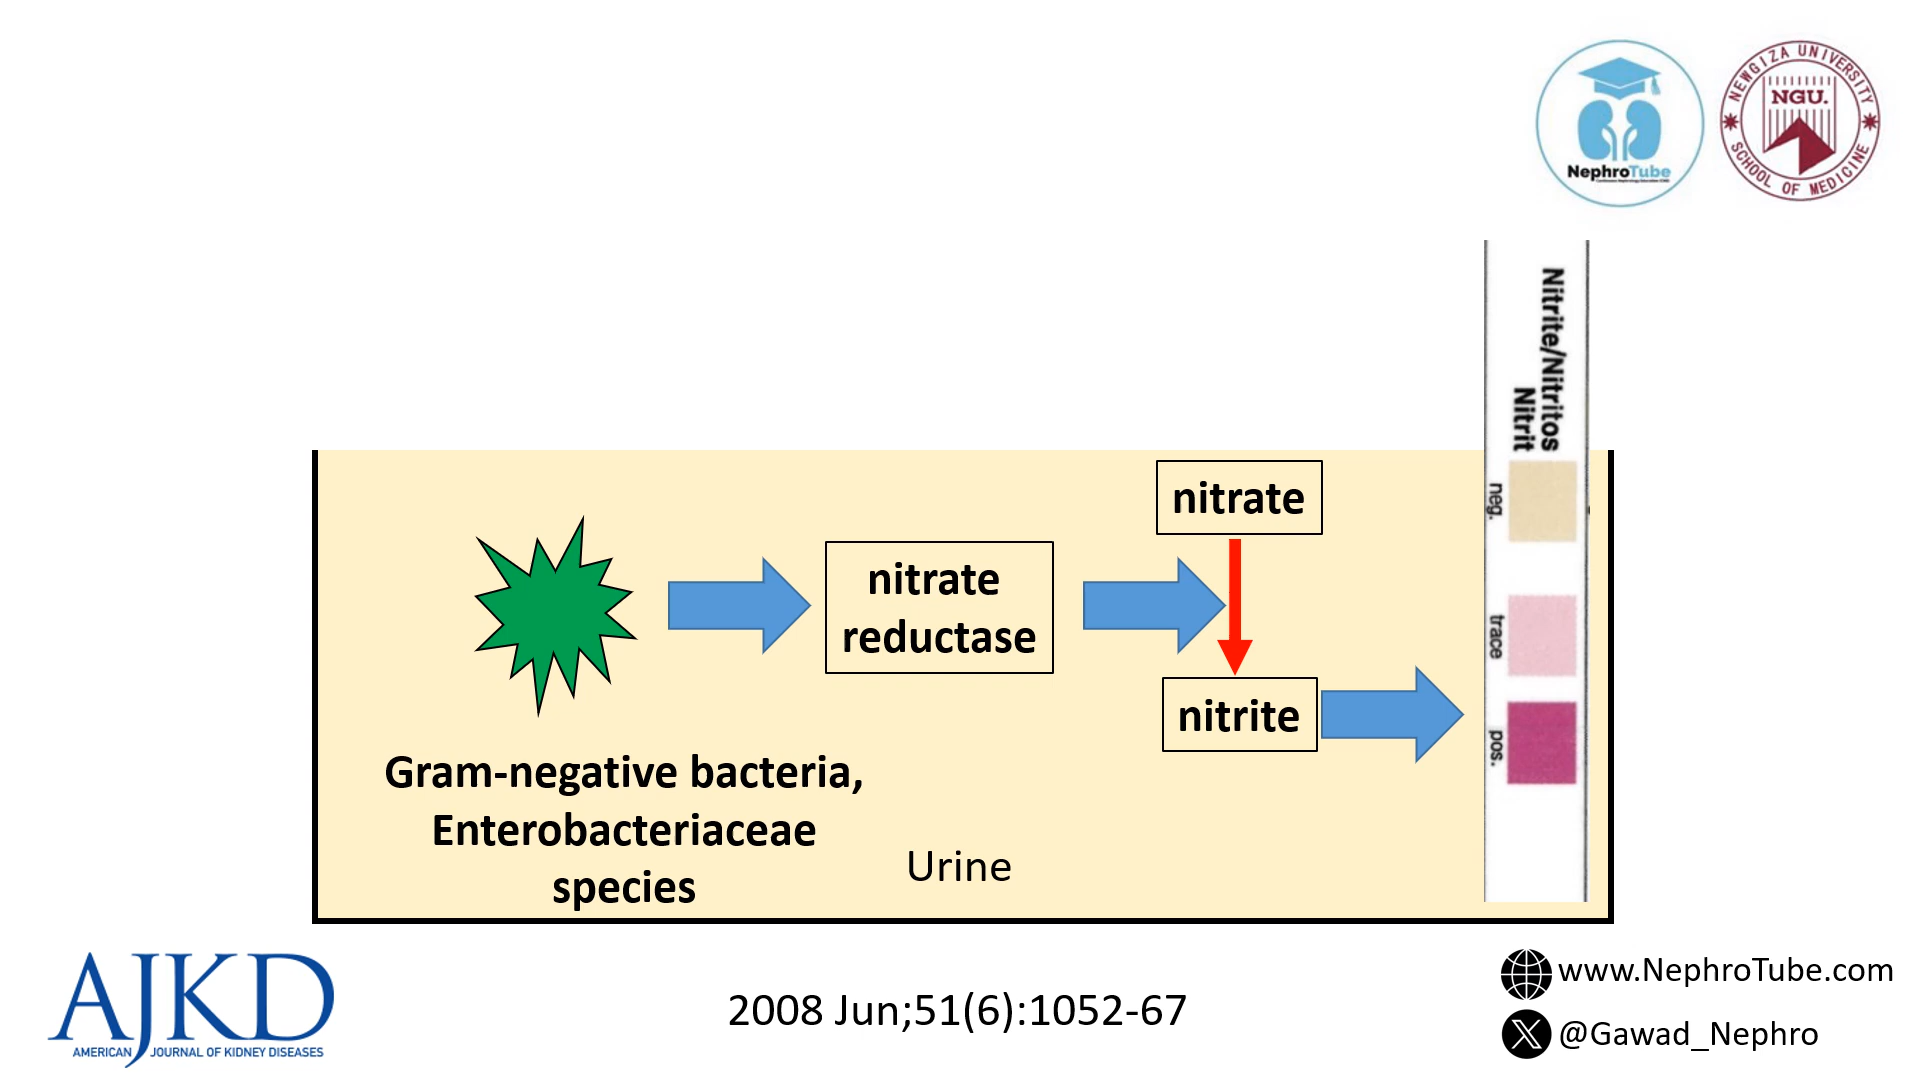 NephroTube
NEWGIZA UNIVERSITY
NGU.
SCHOOL OF MEDICINE
Nitrite/Nitritos
Nitrit
neg.
trace
pos.
nitrate
nitrate
reductase
nitrite
Gram-negative bacteria,
Enterobacteriaceae
species
Urine
AJKD
AMERICAN JOURNAL OF KIDNEY DISEASES
2008 Jun;51(6):1052-67
www.NephroTube.com
@Gawad_Nephro